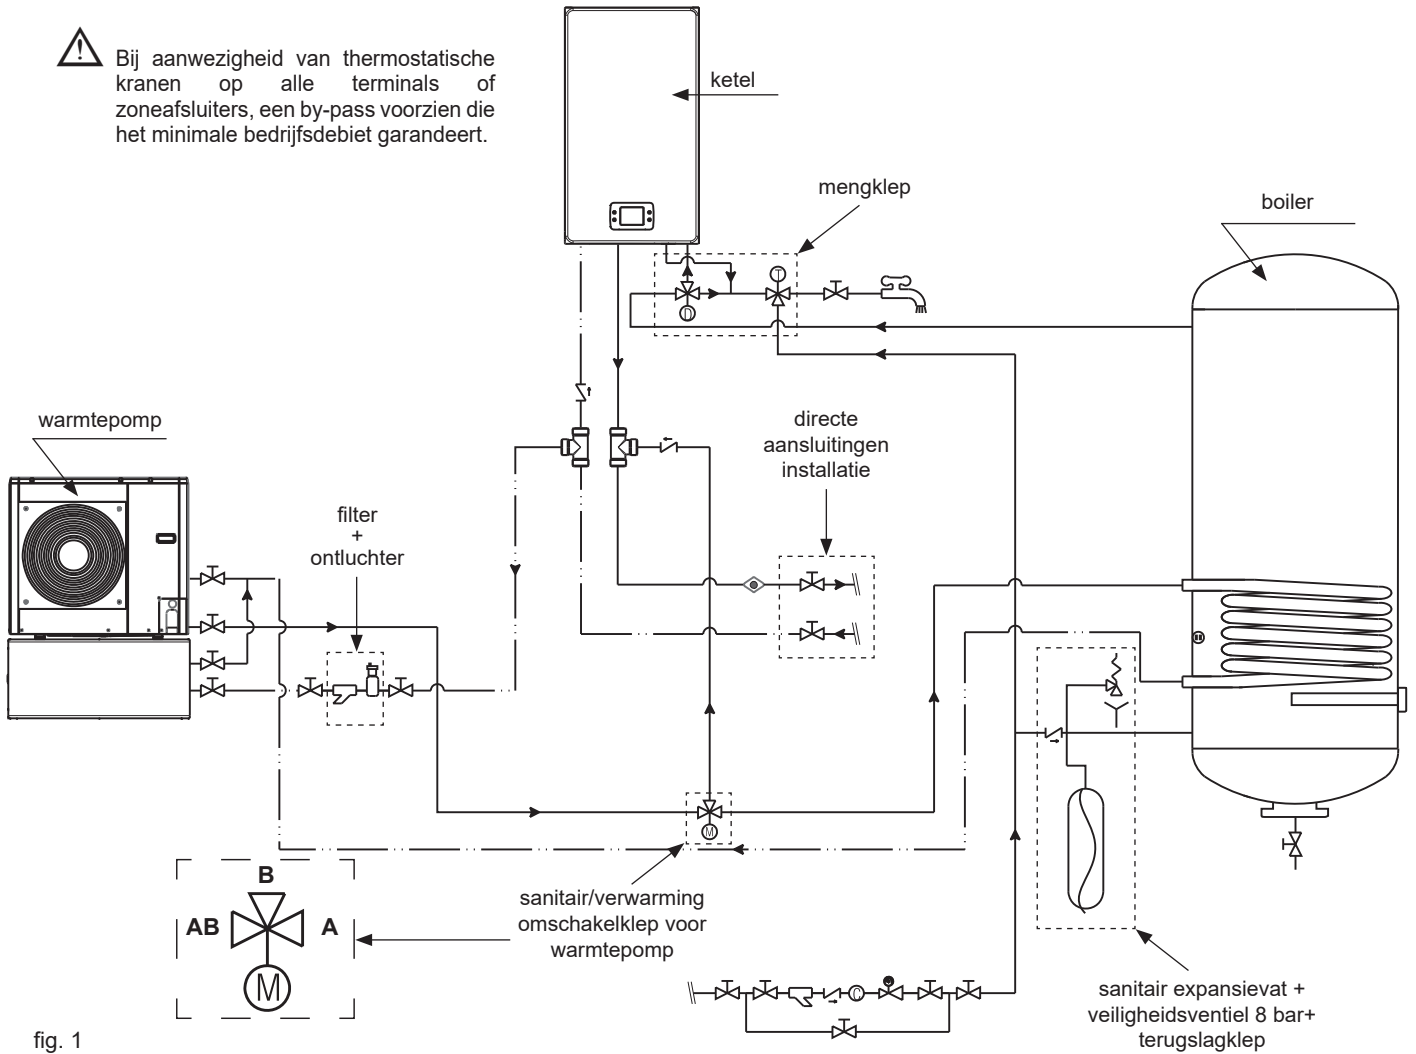 Bij aanwezigheid van thermostatische
kranen op alle terminals of
zoneafsluiters, een by-pass voorzien die
het minimale bedrijfsdebiet garandeert.
ketel
mengklep
boiler
T
D
warmtepomp
directe
aansluitingen
installatie
filter
+
ontluchter
M
B
AB
A
M
sanitair/verwarming
omschakelklep voor
warmtepomp
C
sanitair expansievat +
veiligheidsventiel 8 bar+
terugslagklep
fig. 1